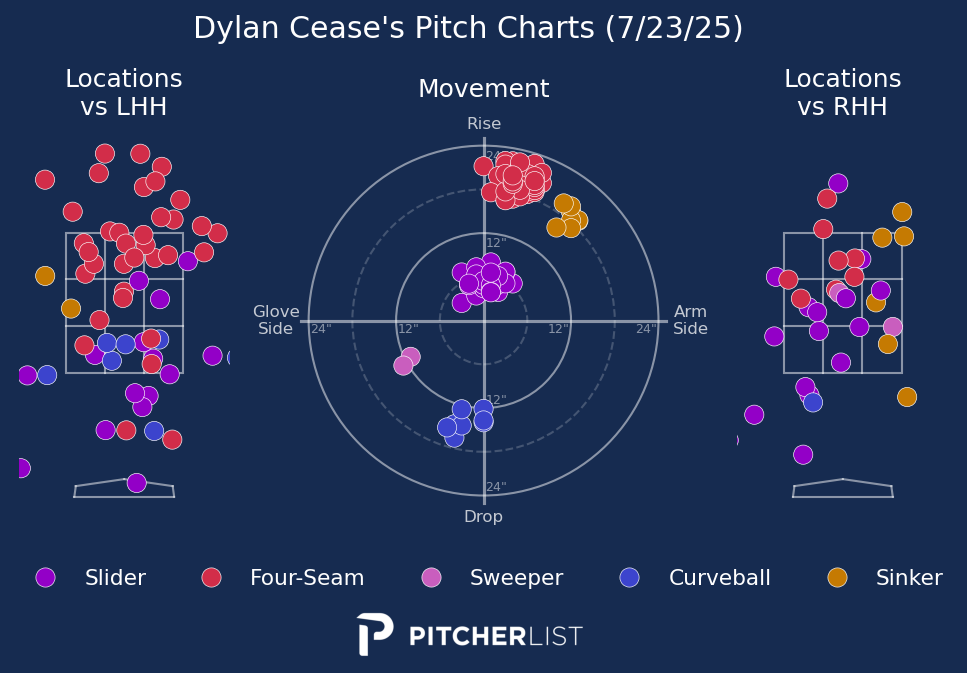 Dylan Cease's Pitch Charts (7/23/25)
Locations
vs LHH
Movement
Locations
vs RHH
Rise
24"
12"
Glove
Side
24"
12"
12"
24"
Arm
Side
12"
24"
Drop
Slider
Four-Seam
Sweeper
Curveball
Sinker
PITCHERLIST